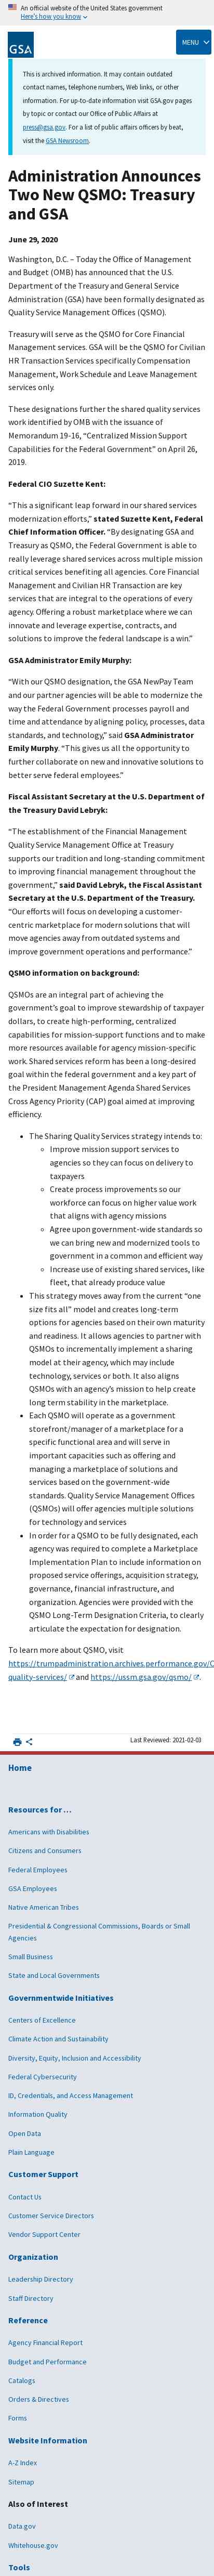 An official website of the United States government
Here's how you know
GSA
MENU
This is archived information. It may contain outdated
contact names, telephone numbers, Web links, or other
information. For up-to-date information visit GSA.gov pages
by topic or contact our Office of Public Affairs at
press@gsa.gov. For a list of public affairs officers by beat,
visit the GSA Newsroom.
Administration Announces
Two New QSMO: Treasury
and GSA
June 29, 2020
Washington, D.C. – Today the Office of Management
and Budget (OMB) has announced that the U.S.
Department of the Treasury and General Service
Administration (GSA) have been formally designated as
Quality Service Management Offices (QSMO).
Treasury will serve as the QSMO for Core Financial
Management services. GSA will be the QSMO for Civilian
HR Transaction Services specifically Compensation
Management, Work Schedule and Leave Management
services only.
These designations further the shared quality services
work identified by OMB with the issuance of
Memorandum 19-16, “Centralized Mission Support
Capabilities for the Federal Government” on April 26,
2019.
Federal CIO Suzette Kent:
“This a significant leap forward in our shared services
modernization efforts,” stated Suzette Kent, Federal
Chief Information Officer. “By designating GSA and
Treasury as QSMO, the Federal Government is able to
really leverage shared services across multiple mission
critical services benefiting all agencies. Core Financial
Management and Civilian HR Transaction are key
services that are integral to the operations of every
agency. Offering a robust marketplace where we can
innovate and leverage expertise, contracts, and
solutions to improve the federal landscape is a win.”
GSA Administrator Emily Murphy:
“With our QSMO designation, the GSA NewPay Team
and our partner agencies will be able to modernize the
way the Federal Government processes payroll and
time and attendance by aligning policy, processes, data
standards, and technology,” said GSA Administrator
Emily Murphy. “This gives us all the opportunity to
further collaborate on new and innovative solutions to
better serve federal employees.”
Fiscal Assistant Secretary at the U.S. Department of
the Treasury David Lebryk:
“The establishment of the Financial Management
Quality Service Management Office at Treasury
supports our tradition and long-standing commitment
to improving financial management throughout the
government,” said David Lebryk, the Fiscal Assistant
Secretary at the U.S. Department of the Treasury.
“Our efforts will focus on developing a customer-
centric marketplace for modern solutions that will
move agencies away from outdated systems and
improve government operations and performance.”
QSMO information on background:
QSMOs are an integral part of achieving the
government’s goal to improve stewardship of taxpayer
dollars, to create high-performing, centralized
capabilities for mission-support functions and to make
more resources available for agency mission-specific
work. Shared services reform has been a long-desired
goal within the federal government and a key part of
the President Management Agenda Shared Services
Cross Agency Priority (CAP) goal aimed at improving
efficiency.
The Sharing Quality Services strategy intends to:
Improve mission support services to
agencies so they can focus on delivery to
taxpayers
Create process improvements so our
workforce can focus on higher value work
that aligns with agency missions
Agree upon government-wide standards so
we can bring new and modernized tools to
government in a common and efficient way
Increase use of existing shared services, like
fleet, that already produce value
This strategy moves away from the current “one
size fits all” model and creates long-term
options for agencies based on their own maturity
and readiness. It allows agencies to partner with
QSMOs to incrementally implement a sharing
model at their agency, which may include
technology, services or both. It also aligns
QSMOs with an agency’s mission to help create
long term stability in the marketplace.
Each QSMO will operate as a government
storefront/manager of a marketplace for a
specific functional area and will serve in
important capacities such as offering and
managing a marketplace of solutions and
services based on the government-wide
standards. Quality Service Management Offices
(QSMOs) will offer agencies multiple solutions
for technology and services
In order for a QSMO to be fully designated, each
agency was required to complete a Marketplace
Implementation Plan to include information on
proposed service offerings, acquisition strategy,
governance, financial infrastructure, and
organization. Agencies were provided with the
QSMO Long-Term Designation Criteria, to clearly
articulate the expectation for designation.
To learn more about QSMO, visit
https://trumpadministration.archives.performance.gov/C
quality-services/ and https://ussm.gsa.gov/qsmo/.
Last Reviewed: 2021-02-03
Home
Resources for …
Americans with Disabilities
Citizens and Consumers
Federal Employees
GSA Employees
Native American Tribes
Presidential & Congressional Commissions, Boards or Small
Agencies
Small Business
State and Local Governments
Governmentwide Initiatives
Centers of Excellence
Climate Action and Sustainability
Diversity, Equity, Inclusion and Accessibility
Federal Cybersecurity
ID, Credentials, and Access Management
Information Quality
Open Data
Plain Language
Customer Support
Contact Us
Customer Service Directors
Vendor Support Center
Organization
Leadership Directory
Staff Directory
Reference
Agency Financial Report
Budget and Performance
Catalogs
Orders & Directives
Forms
Website Information
A-Z Index
Sitemap
Also of Interest
Data.gov
Whitehouse.gov
Tools